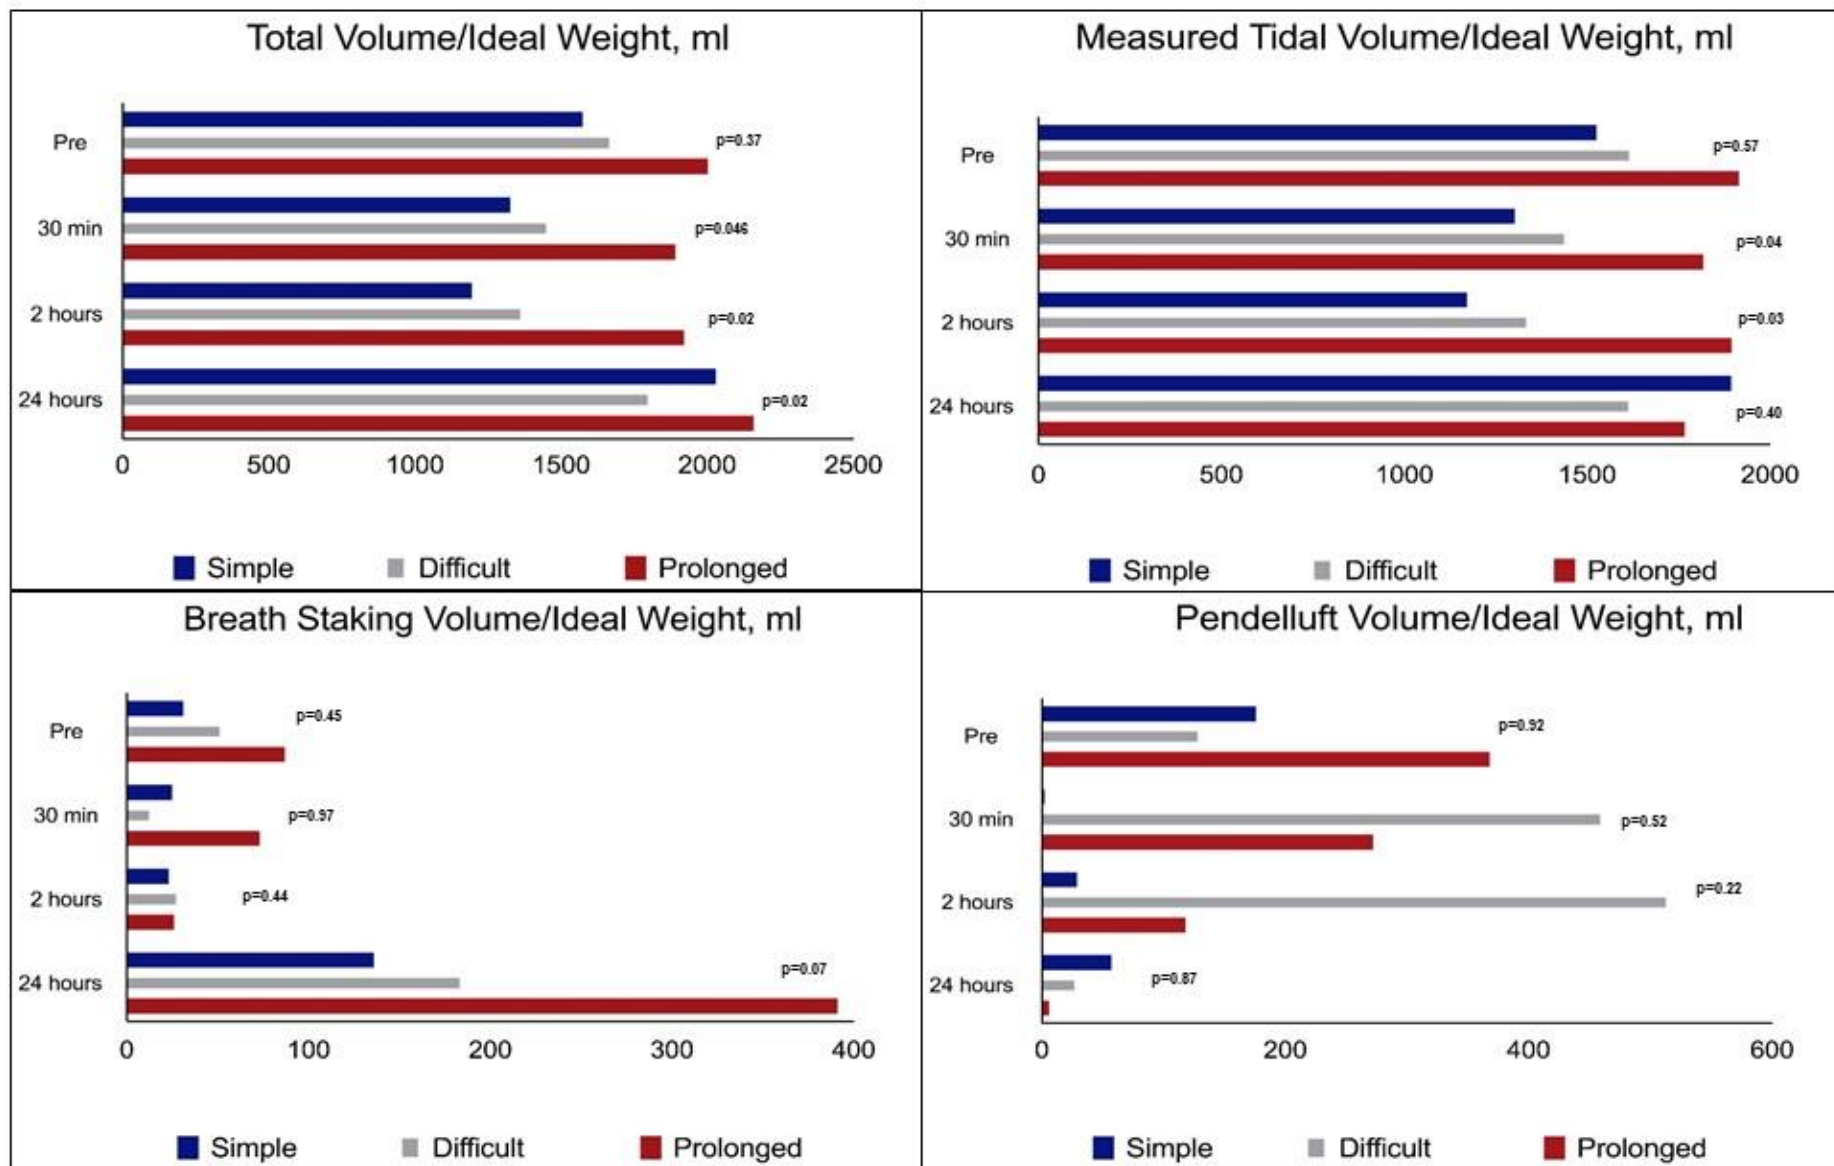 Total Volume/Ideal Weight, ml
Pre
p=0.37
30 min
p=0.046
2 hours
p=0.02
24 hours
p=0.02
0 500 1000 1500 2000 2500
Simple Difficult Prolonged
Measured Tidal Volume/Ideal Weight, ml
Pre
p=0.57
30 min
p=0.04
2 hours
p=0.03
24 hours
p=0.40
0 500 1000 1500 2000
Simple Difficult Prolonged
Breath Staking Volume/Ideal Weight, ml
Pre
p=0.45
30 min
p=0.97
2 hours
p=0.44
24 hours
p=0.07
0 100 200 300 400
Simple Difficult Prolonged
Pendelluft Volume/Ideal Weight, ml
Pre
p=0.92
30 min
p=0.52
2 hours
p=0.22
24 hours
p=0.87
0 200 400 600
Simple Difficult Prolonged